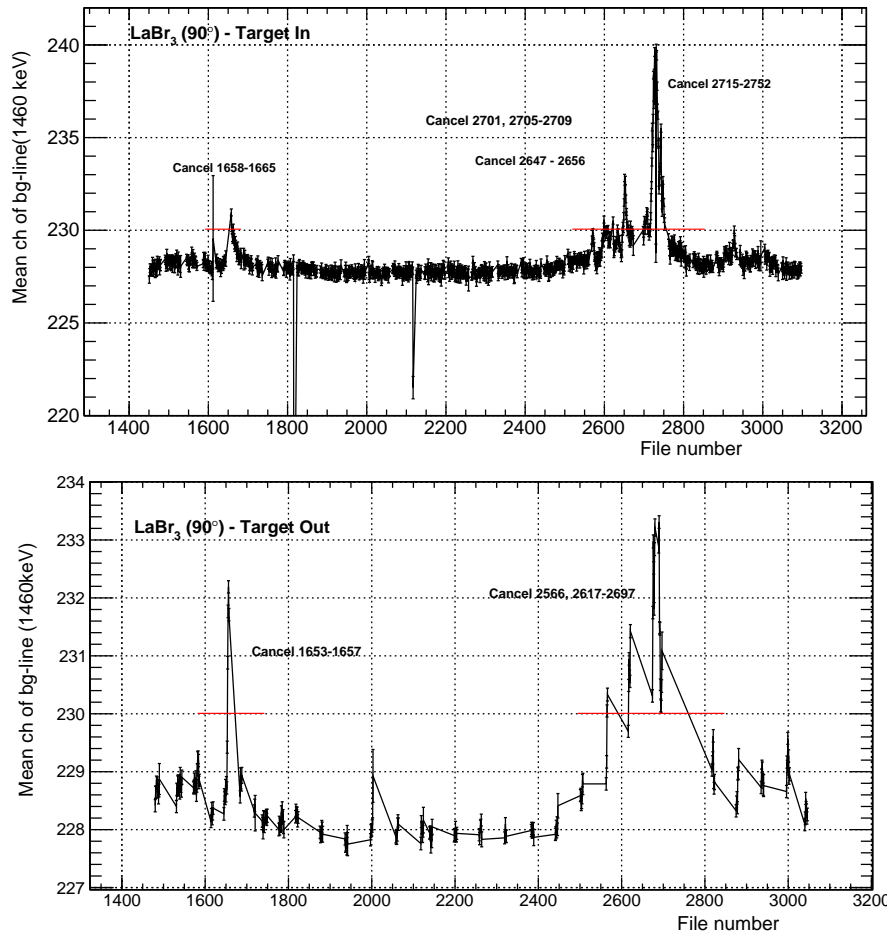 LaBr3 (90°) - Target In
Mean ch of bg-line(1460 keV)
240
235
230
225
220
Cancel 2715-2752
Cancel 2701, 2705-2709
Cancel 2647 - 2656
Cancel 1658-1665
1400 1600 1800 2000 2200 2400 2600 2800 3000 3200
File number
LaBr3 (90°) - Target Out
Mean ch of bg-line (1460keV)
234
233
232
231
230
229
228
227
Cancel 2566, 2617-2697
Cancel 1653-1657
1400 1600 1800 2000 2200 2400 2600 2800 3000 3200
File number